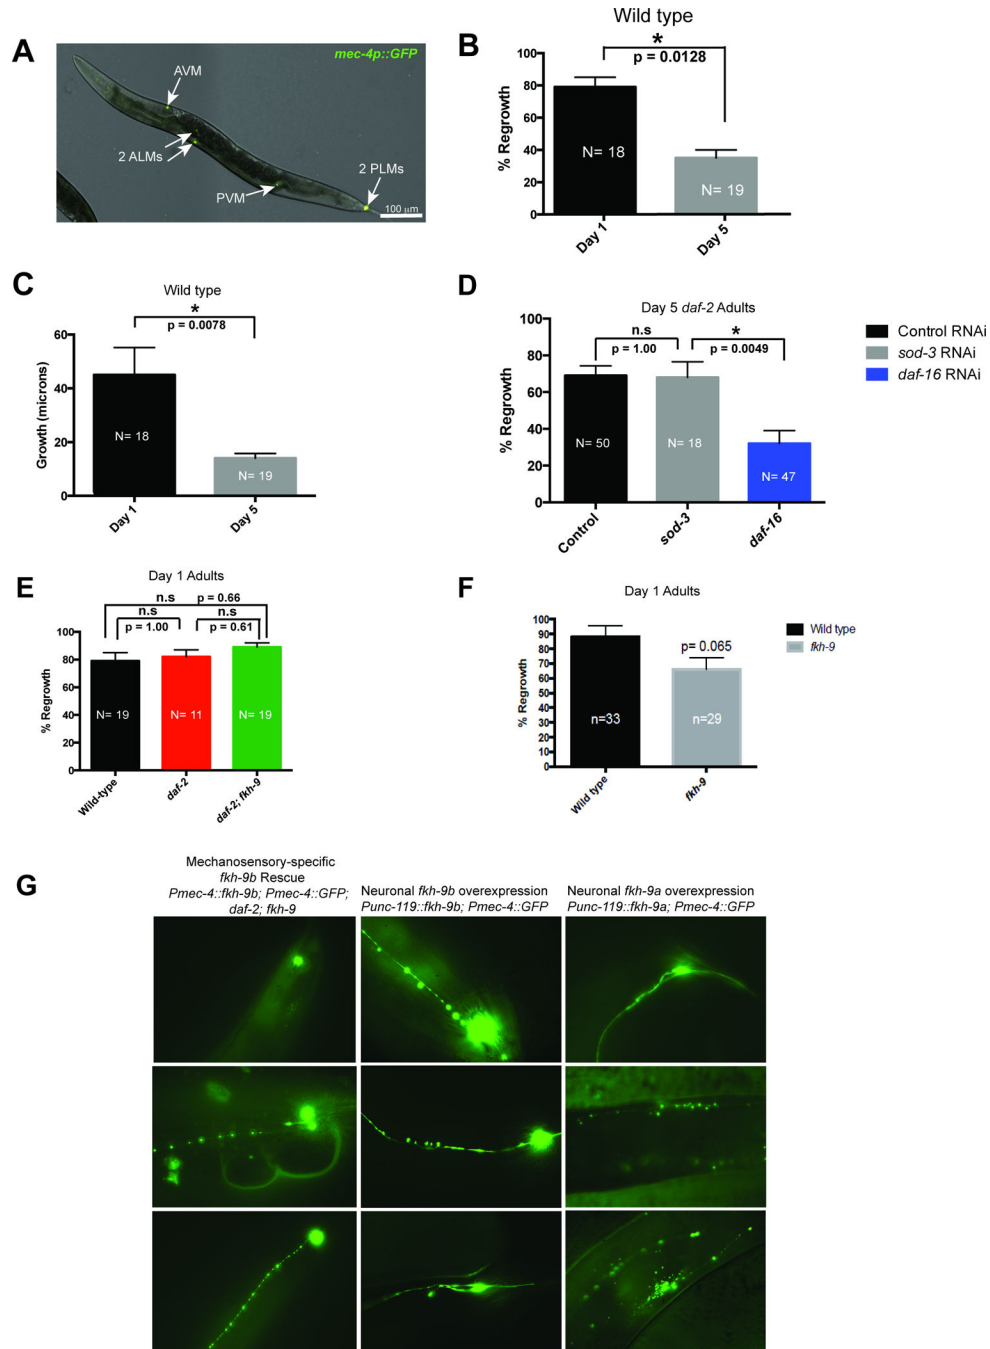 A
mec-4p::GFP
AVM
2 ALMs
PVM
2 PLMs
100 µm
B
Wild type
*
p = 0.0128
% Regrowth
100
80
60
40
20
0
N= 18
N= 19
Day 1
Day 5
C
Wild type
*
p = 0.0078
Growth (microns)
60
40
20
0
N= 18
N= 19
Day 1
Day 5
D
Day 5 daf-2 Adults
n.s
*
p = 1.00
p = 0.0049
% Regrowth
100
80
60
40
20
0
N= 50
N= 18
N= 47
Control
sod-3
daf-16
Control RNAi
sod-3 RNAi
daf-16 RNAi
E
Day 1 Adults
n.s p = 0.66
n.s
n.s
p = 1.00
p = 0.61
% Regrowth
100
80
60
40
20
0
N= 19
N= 11
N= 19
Wild-type
daf-2
daf-2; fkh-9
F
Day 1 Adults
p= 0.065
% Regrowth
100
90
80
70
60
50
40
30
20
10
0
n=33
n=29
Wild type
fkh-9
Wild type
fkh-9
G
Mechanosensory-specific
fkh-9b Rescue
Pmec-4::fkh-9b; Pmec-4::GFP;
daf-2; fkh-9
Neuronal fkh-9b overexpression
Punc-119::fkh-9b; Pmec-4::GFP
Neuronal fkh-9a overexpression
Punc-119::fkh-9a; Pmec-4::GFP